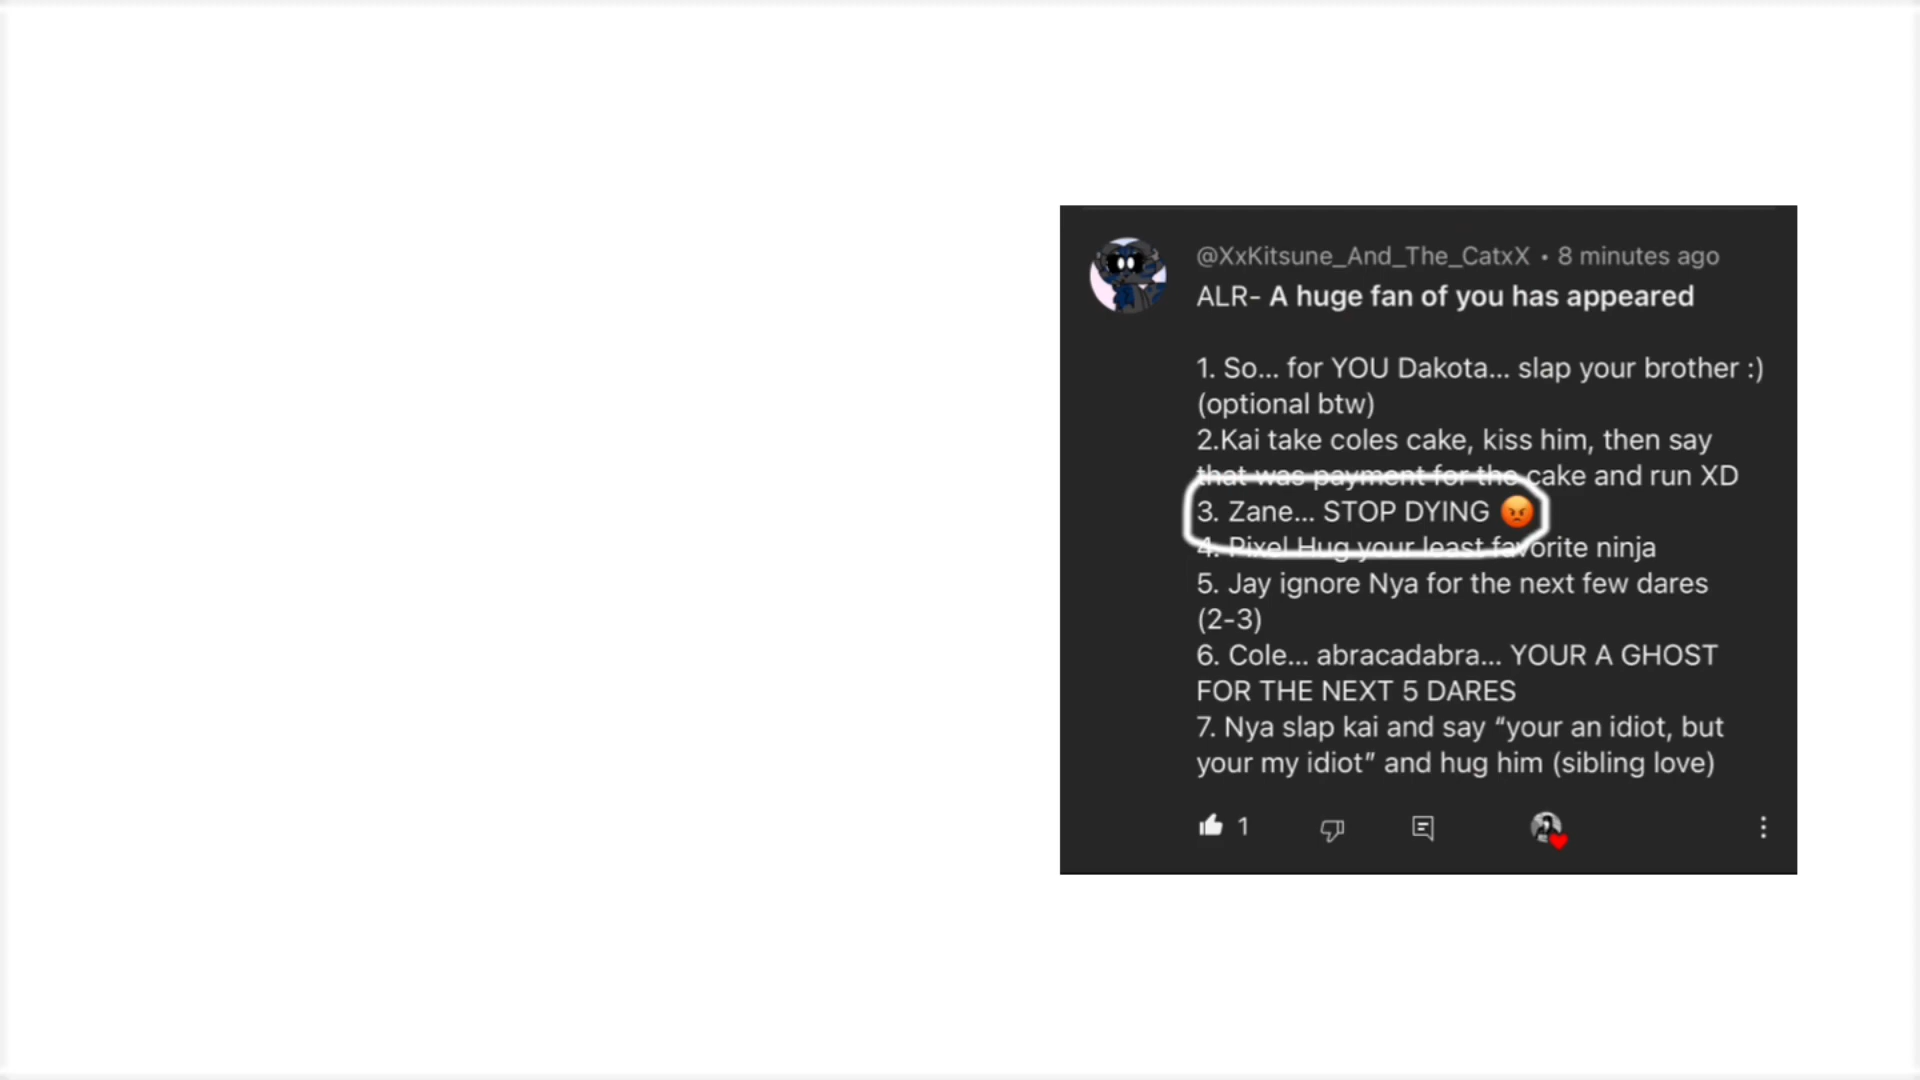 @XxKitsune_And_The_CatxX • 8 minutes ago
ALR- A huge fan of you has appeared
1. So... for YOU Dakota... slap your brother :)
(optional btw)
2.Kai take coles cake, kiss him, then say
that was payment for the cake and run XD
3. Zane... STOP DYING 😡
4. Pixel Hug your least favorite ninja
5. Jay ignore Nya for the next few dares
(2-3)
6. Cole... abracadabra... YOUR A GHOST
FOR THE NEXT 5 DARES
7. Nya slap kai and say “your an idiot, but
your my idiot” and hug him (sibling love)
1